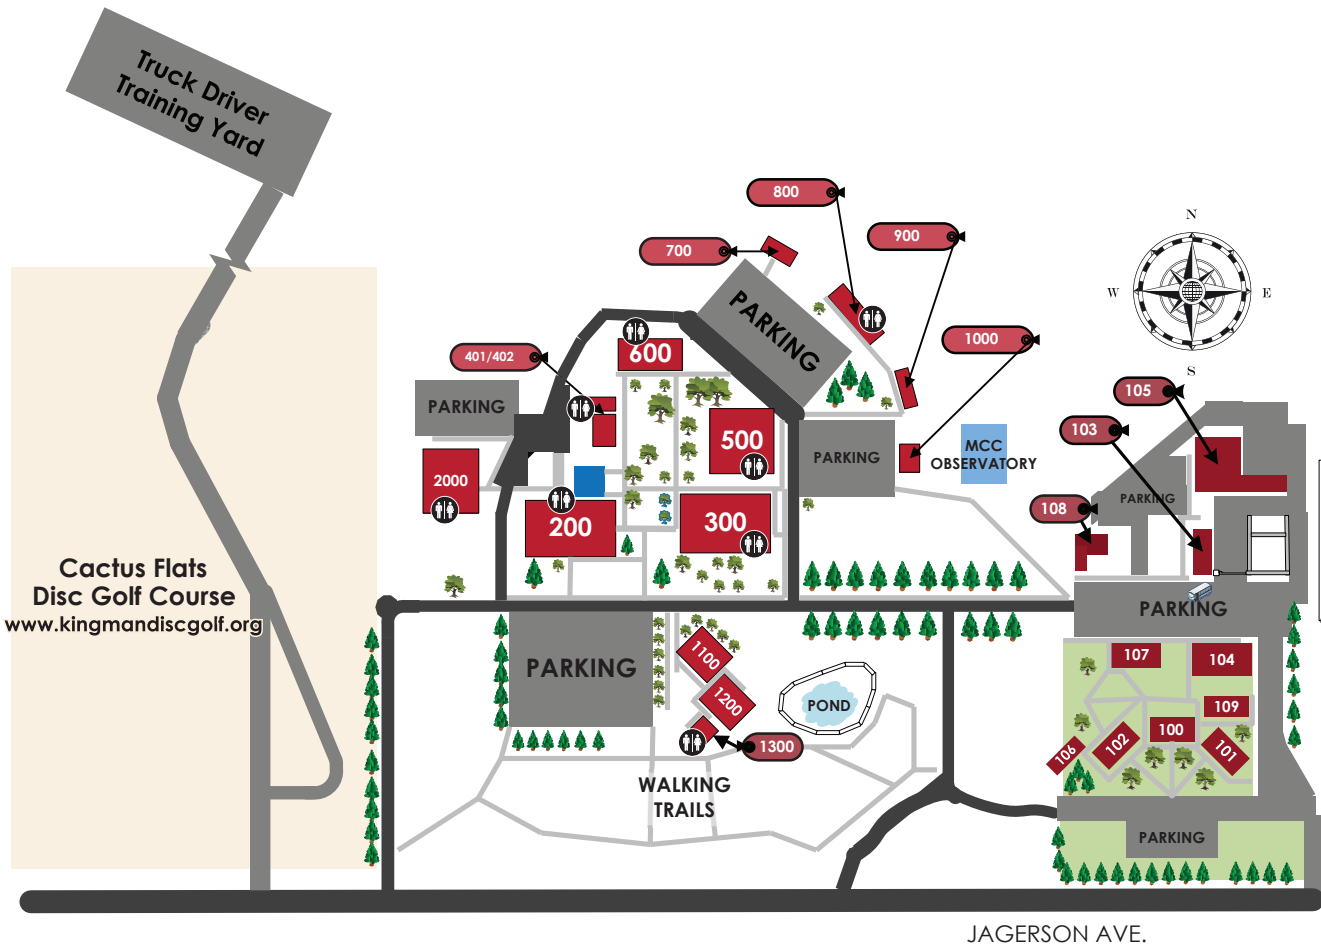 Truck Driver
Training Yard
800
900
700
N
W
E
S
PARKING
1000
600
401/402
105
PARKING
103
500
MCC
OBSERVATORY
PARKING
2000
PARKING
108
200
300
Cactus Flats
Disc Golf Course
www.kingmandiscgolf.org
PARKING
1100
107
104
PARKING
1200
POND
109
100
102
101
106
1300
WALKING
TRAILS
PARKING
JAGERSON AVE.